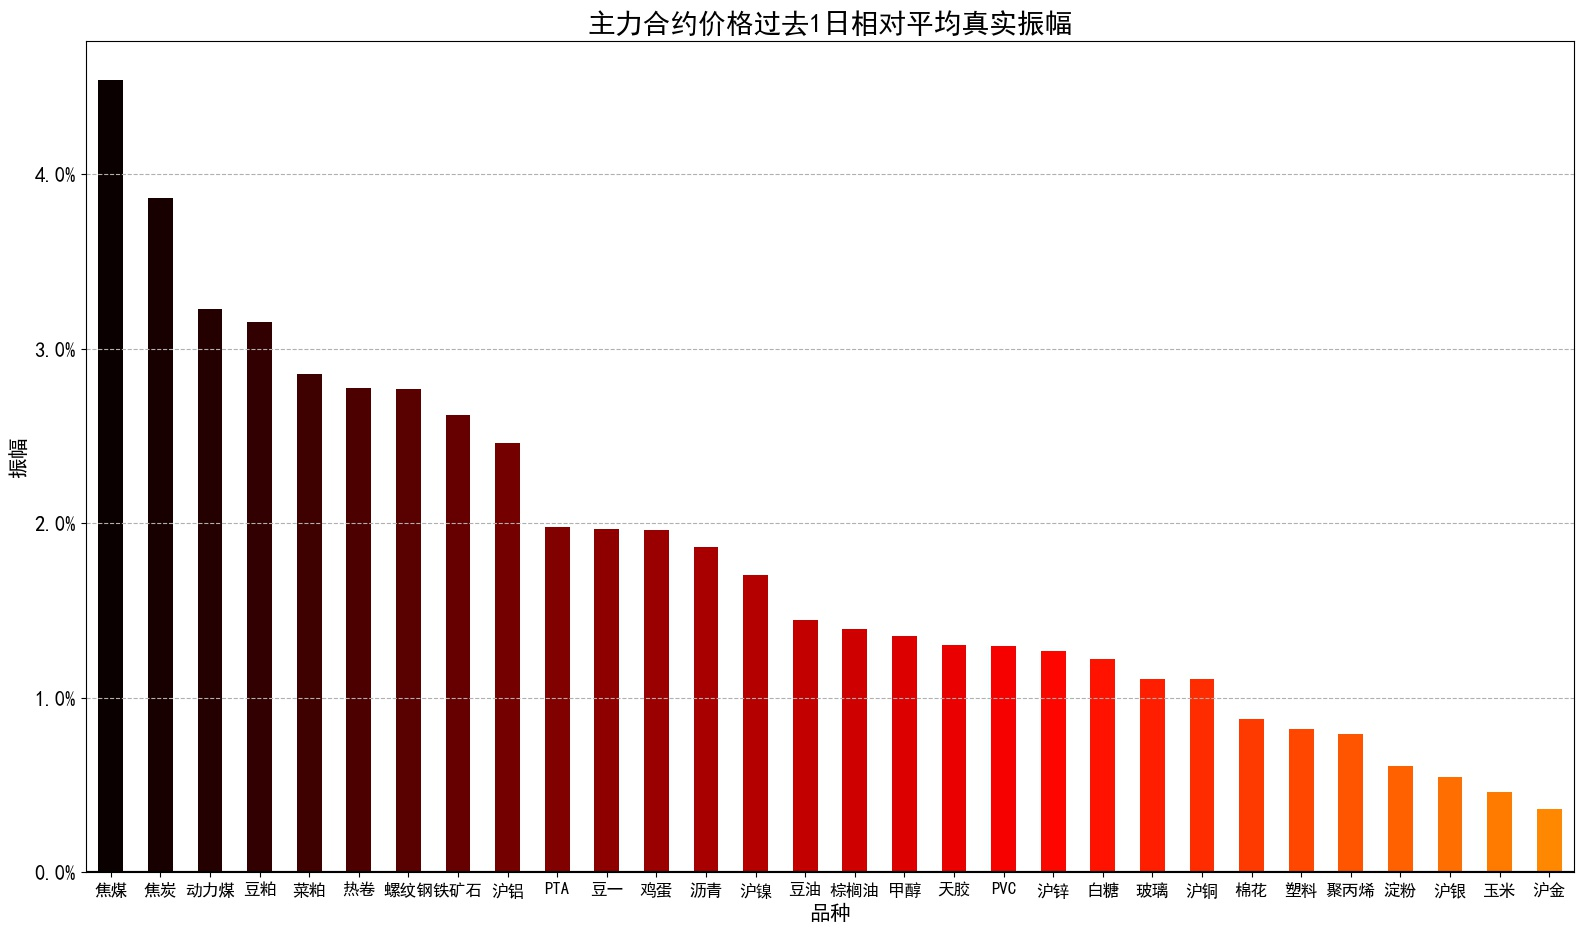 主力合约价格过去1日相对平均真实振幅
振幅
4.0%
3.0%
2.0%
1.0%
0.0%
焦煤 焦炭 动力煤 豆粕 菜粕 热卷 螺纹钢 铁矿石 沪铝 PTA 豆一 鸡蛋 沥青 沪镍 豆油 棕榈油 甲醇 天胶 PVC 沪锌 白糖 玻璃 沪铜 棉花 塑料 聚丙烯 淀粉 沪银 玉米 沪金
品种